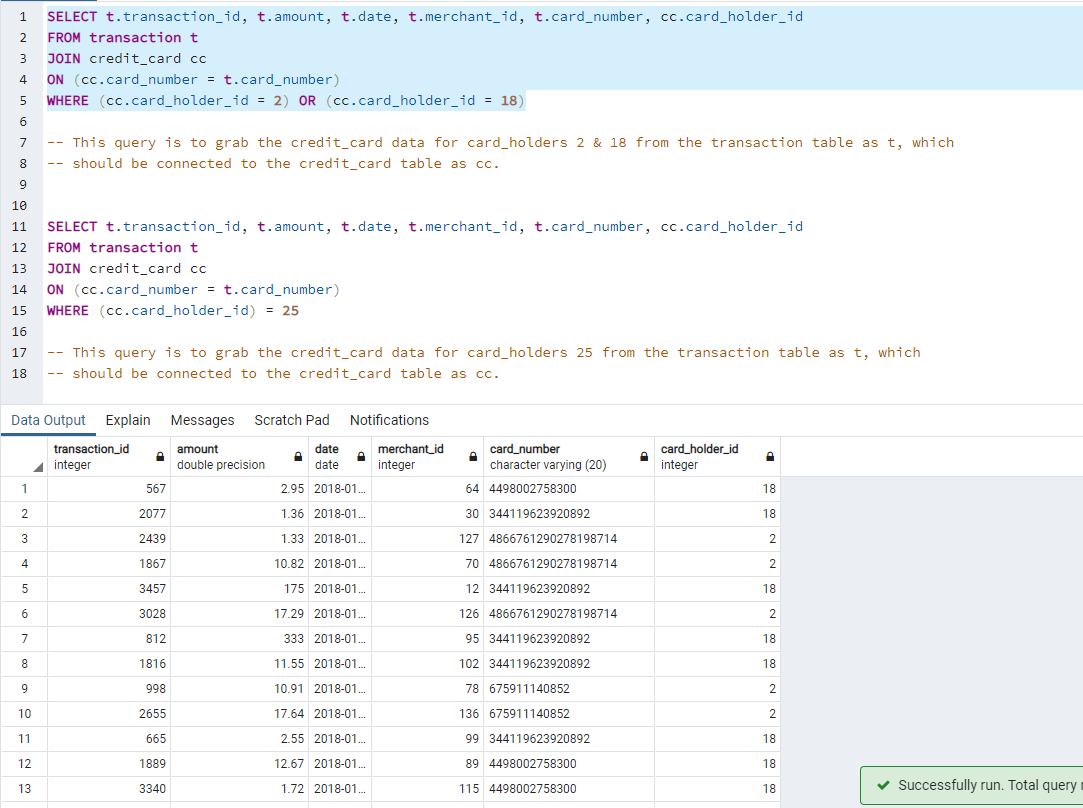 1 SELECT t.transaction_id, t.amount, t.date, t.merchant_id, t.card_number, cc.card_holder_id
2 FROM transaction t
3 JOIN credit_card cc
4 ON (cc.card_number = t.card_number)
5 WHERE (cc.card_holder_id = 2) OR (cc.card_holder_id = 18)
6
7 -- This query is to grab the credit_card data for card_holders 2 & 18 from the transaction table as t, which
8 -- should be connected to the credit_card table as cc.
9
10
11 SELECT t.transaction_id, t.amount, t.date, t.merchant_id, t.card_number, cc.card_holder_id
12 FROM transaction t
13 JOIN credit_card cc
14 ON (cc.card_number = t.card_number)
15 WHERE (cc.card_holder_id) = 25
16
17 -- This query is to grab the credit_card data for card_holders 25 from the transaction table as t, which
18 -- should be connected to the credit_card table as cc.
Data Output Explain Messages Scratch Pad Notifications
transaction_id amount date merchant_id card_number card_holder_id
integer double precision date integer character varying (20) integer
1 567 2.95 2018-01... 64 4498002758300 18
2 2077 1.36 2018-01... 30 344119623920892 18
3 2439 1.33 2018-01... 127 4866761290278198714 2
4 1867 10.82 2018-01... 70 4866761290278198714 2
5 3457 175 2018-01... 12 344119623920892 18
6 3028 17.29 2018-01... 126 4866761290278198714 2
7 812 333 2018-01... 95 344119623920892 18
8 1816 11.55 2018-01... 102 344119623920892 18
9 998 10.91 2018-01... 78 675911140852 2
10 2655 17.64 2018-01... 136 675911140852 2
11 665 2.55 2018-01... 99 344119623920892 18
12 1889 12.67 2018-01... 89 4498002758300 18
13 3340 1.72 2018-01... 115 4498002758300 18
Successfully run. Total query